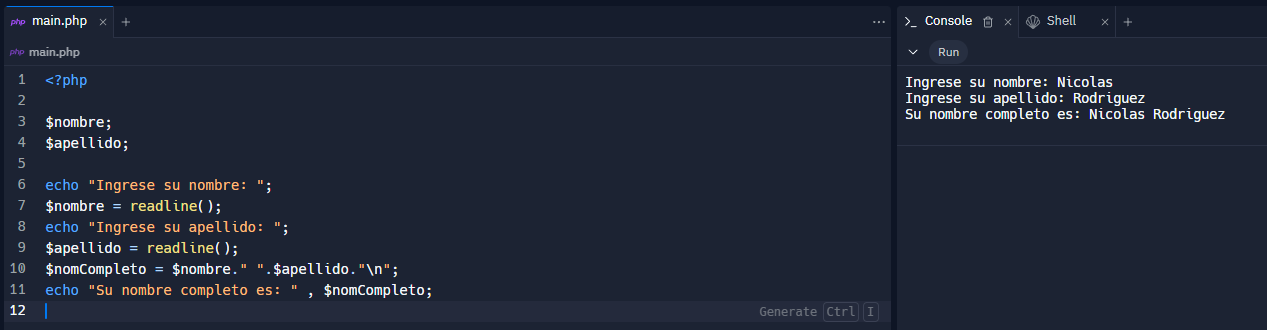 php main.php × +
...
php main.php
1 <?php
2
3 $nombre;
4 $apellido;
5
6 echo "Ingrese su nombre: ";
7 $nombre = readline();
8 echo "Ingrese su apellido: ";
9 $apellido = readline();
10 $nomCompleto = $nombre." ".$apellido."\n";
11 echo "Su nombre completo es: " , $nomCompleto;
12
Generate Ctrl I
>_ Console × Shell × +
Run
Ingrese su nombre: Nicolas
Ingrese su apellido: Rodriguez
Su nombre completo es: Nicolas Rodriguez